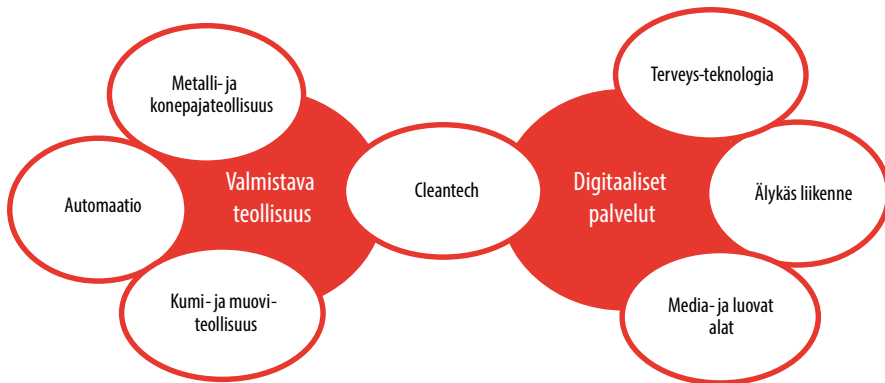 Metalli- ja
konepajateollisuus
Automaatio
Valmistava
teollisuus
Kumi- ja muovi-
teollisuus
Cleantech
Digitaaliset
palvelut
Terveys-teknologia
Älykäs liikenne
Media- ja luovat
alat